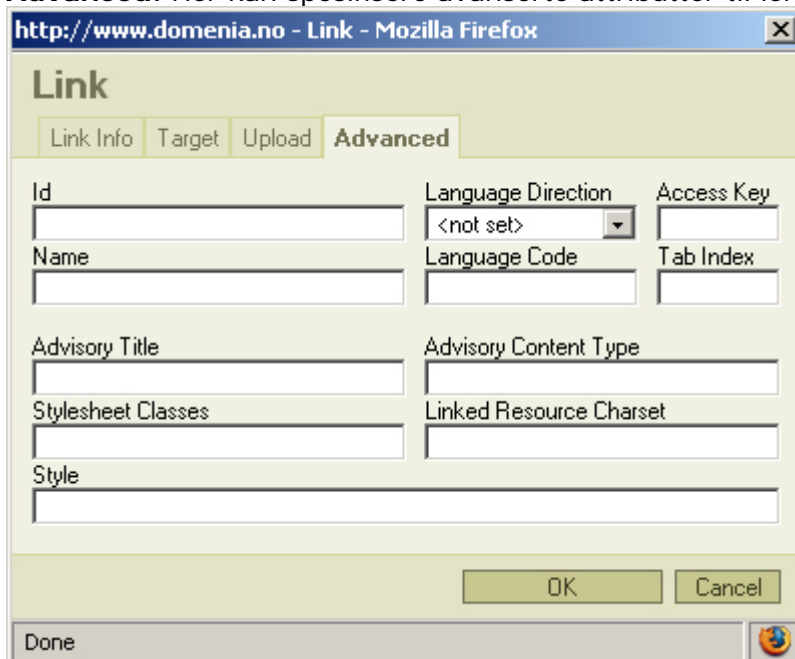 http://www.domenia.no - Link - Mozilla Firefox
Link
Link Info Target Upload Advanced
Id Language Direction Access Key
<not set>
Name Language Code Tab Index
Advisory Title Advisory Content Type
Stylesheet Classes Linked Resource Charset
Style
OK Cancel
Done